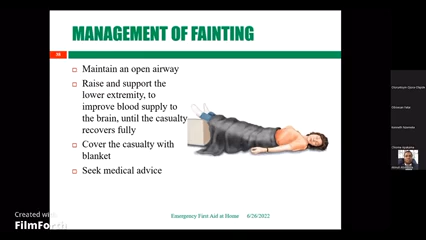 MANAGEMENT OF FAINTING
Maintain an open airway
Raise and support the
lower extremity, to
improve blood supply to
the brain, until the casualty
recovers fully
Cover the casualty with
blanket
Seek medical advice
Emergency First Aid at Home 6/26/2022
Created with
FilmForth